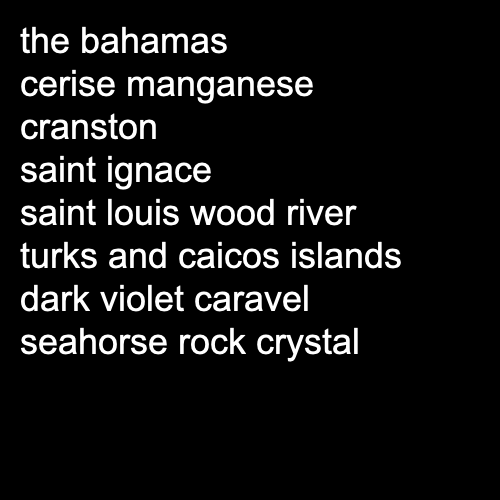 the bahamas
cerise manganese
cranston
saint ignace
saint louis wood river
turks and caicos islands
dark violet caravel
seahorse rock crystal